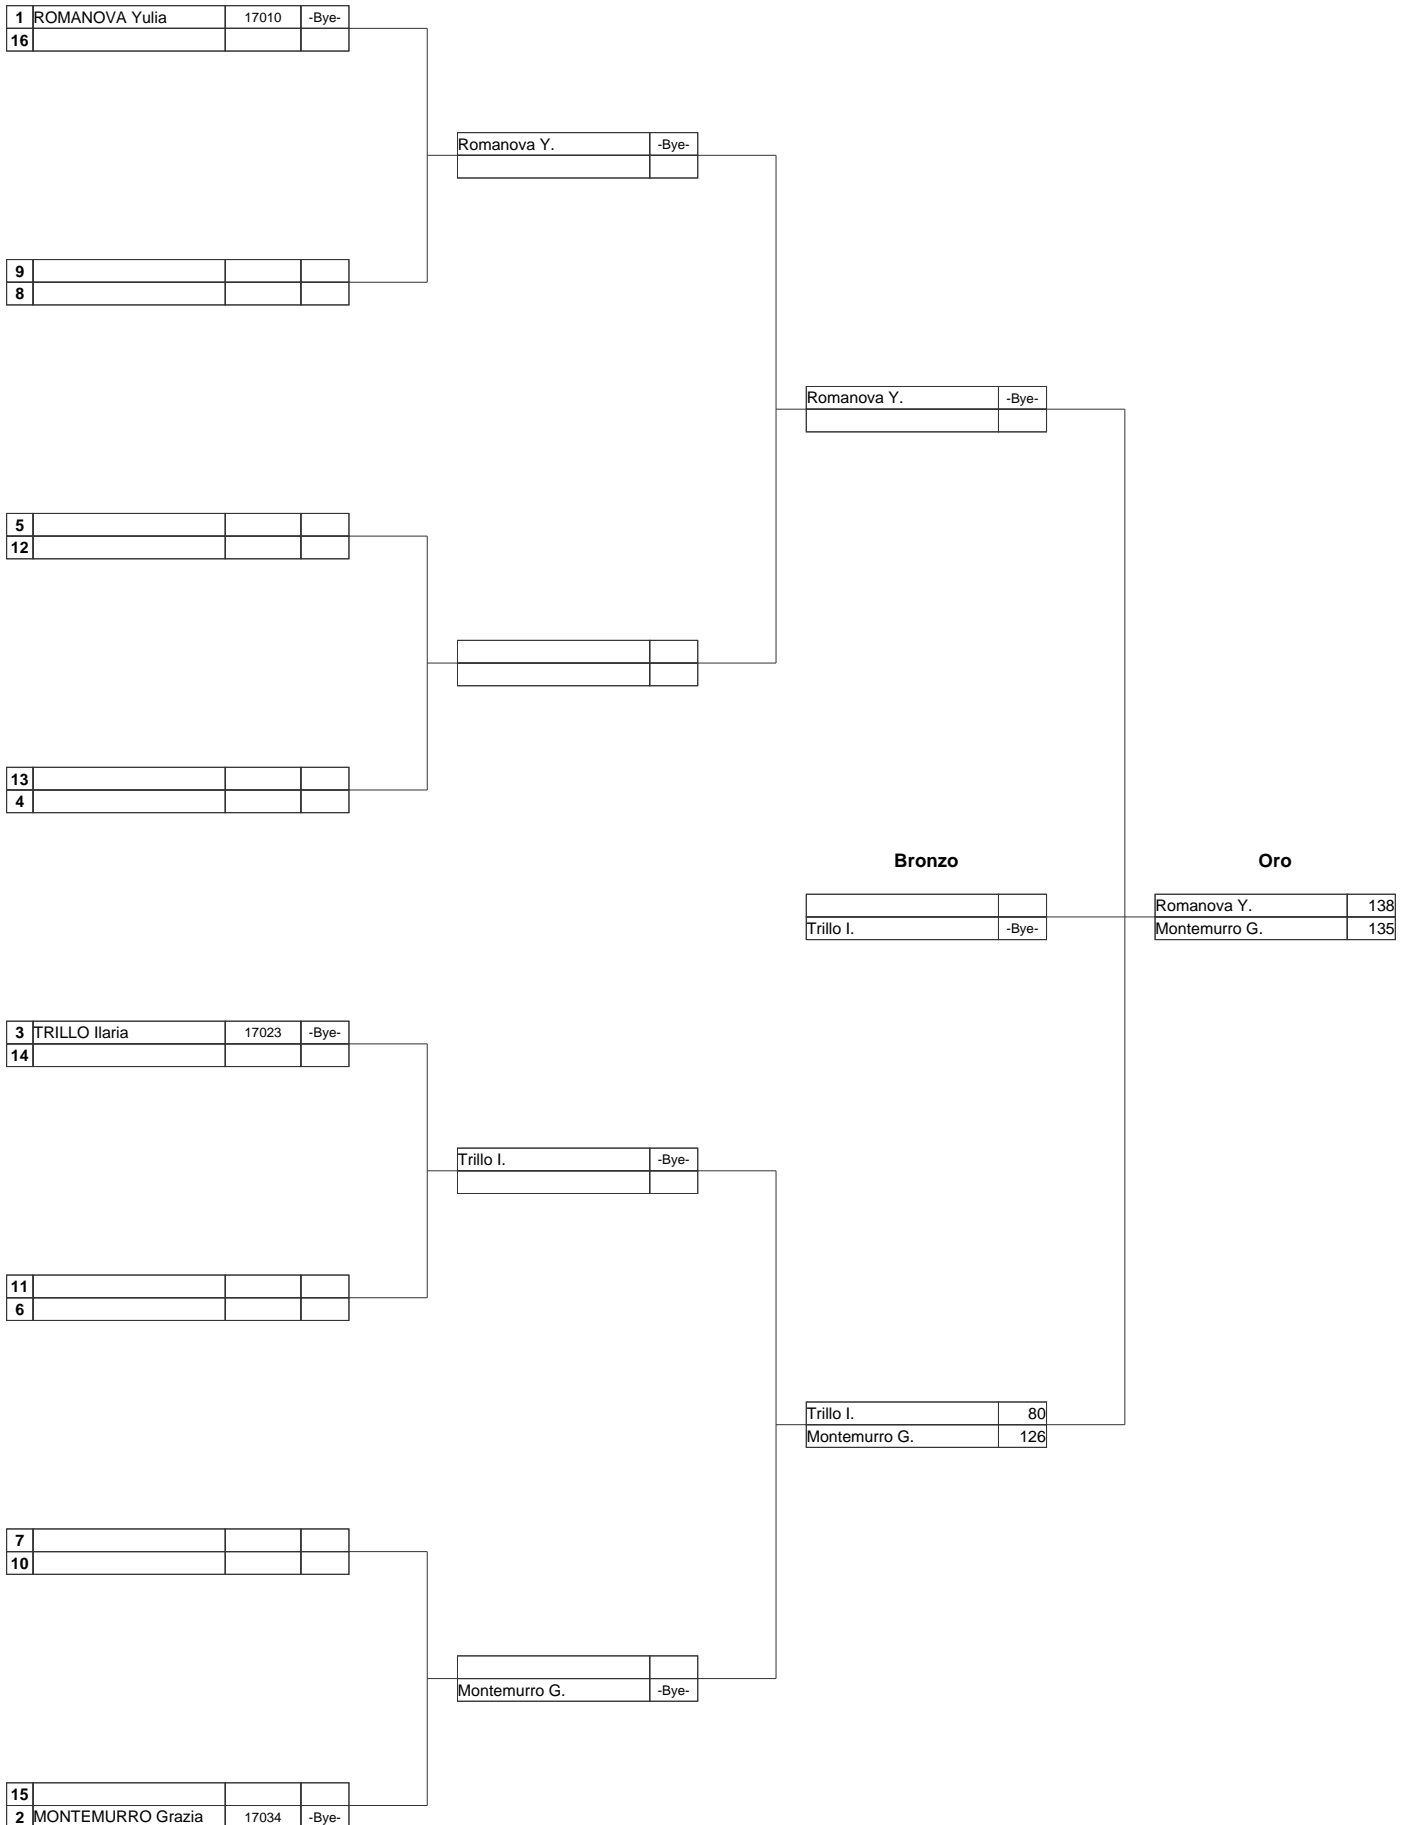 1 ROMANOVA Yulia 17010 -Bye-
16
Romanova Y. -Bye-
9
8
Romanova Y. -Bye-
5
12
13
4
Bronzo Oro
Romanova Y. 138
Trillo I. -Bye- Montemurro G. 135
3 TRILLO Ilaria 17023 -Bye-
14
Trillo I. -Bye-
11
6
Trillo I. 80
Montemurro G. 126
7
10
Montemurro G. -Bye-
15
2 MONTEMURRO Grazia 17034 -Bye-